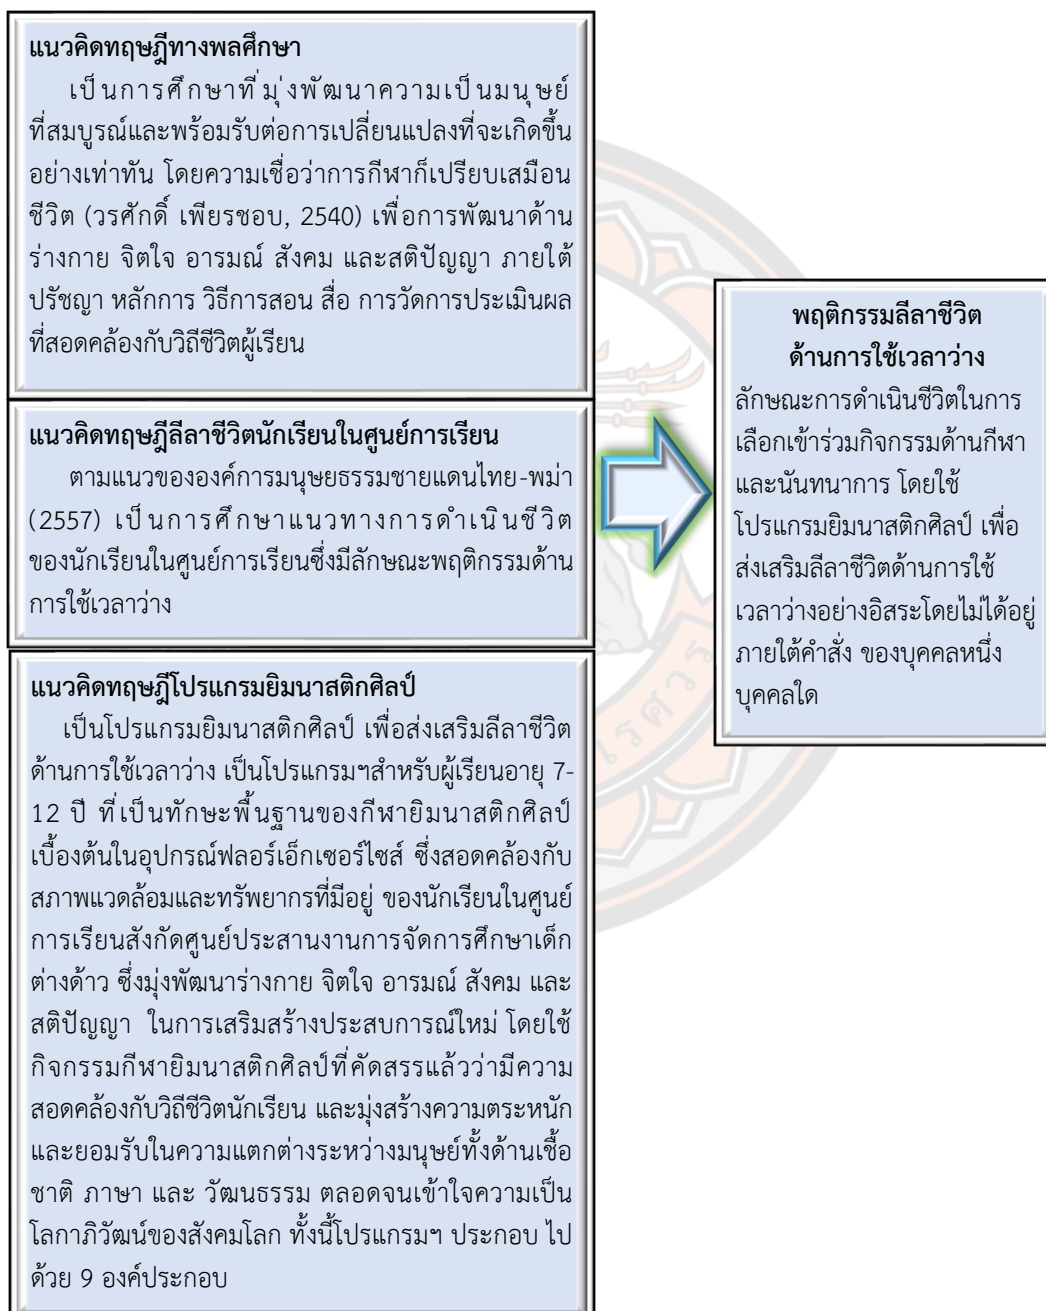 แนวคิดทฤษฎีทางพลศึกษา
เป็นการศึกษาที่มุ่งพัฒนาความเป็นมนุษย์
ที่สมบูรณ์และพร้อมรับต่อการเปลี่ยนแปลงที่จะเกิดขึ้น
อย่างเท่าทัน โดยความเชื่อว่าการกีฬาก็เปรียบเสมือน
ชีวิต (วรศักดิ์ เพียรชอบ, 2540) เพื่อการพัฒนาด้าน
ร่างกาย จิตใจ อารมณ์ สังคม และสติปัญญา ภายใต้
ปรัชญา หลักการ วิธีการสอน สื่อ การวัดการประเมินผล
ที่สอดคล้องกับวิถีชีวิตผู้เรียน
แนวคิดทฤษฎีลีลาชีวิตนักเรียนในศูนย์การเรียน
ตามแนวขององค์การมนุษยธรรมชายแดนไทย-พม่า
(2557) เป็นการศึกษาแนวทางการดำเนินชีวิต
ของนักเรียนในศูนย์การเรียนซึ่งมีลักษณะพฤติกรรมด้าน
การใช้เวลาว่าง
แนวคิดทฤษฎีโปรแกรมยิมนาสติกศิลป์
เป็นโปรแกรมยิมนาสติกศิลป์ เพื่อส่งเสริมลีลาชีวิต
ด้านการใช้เวลาว่าง เป็นโปรแกรมฯสำหรับผู้เรียนอายุ 7-
12 ปี ที่เป็นทักษะพื้นฐานของกีฬายิมนาสติกศิลป์
เบื้องต้นในอุปกรณ์ฟลอร์เอ็กเซอร์ไซส์ ซึ่งสอดคล้องกับ
สภาพแวดล้อมและทรัพยากรที่มีอยู่ ของนักเรียนในศูนย์
การเรียนสังกัดศูนย์ประสานงานการจัดการศึกษาเด็ก
ต่างด้าว ซึ่งมุ่งพัฒนาร่างกาย จิตใจ อารมณ์ สังคม และ
สติปัญญา ในการเสริมสร้างประสบการณ์ใหม่ โดยใช้
กิจกรรมกีฬายิมนาสติกศิลป์ที่คัดสรรแล้วว่ามีความ
สอดคล้องกับวิถีชีวิตนักเรียน และมุ่งสร้างความตระหนัก
และยอมรับในความแตกต่างระหว่างมนุษย์ทั้งด้านเชื้อ
ชาติ ภาษา และ วัฒนธรรม ตลอดจนเข้าใจความเป็น
โลกาภิวัฒน์ของสังคมโลก ทั้งนี้โปรแกรมฯ ประกอบ ไป
ด้วย 9 องค์ประกอบ
พฤติกรรมลีลาชีวิต
ด้านการใช้เวลาว่าง
ลักษณะการดำเนินชีวิตในการ
เลือกเข้าร่วมกิจกรรมด้านกีฬา
และนันทนาการ โดยใช้
โปรแกรมยิมนาสติกศิลป์ เพื่อ
ส่งเสริมลีลาชีวิตด้านการใช้
เวลาว่างอย่างอิสระโดยไม่ได้อยู่
ภายใต้คำสั่ง ของบุคคลหนึ่ง
บุคคลใด